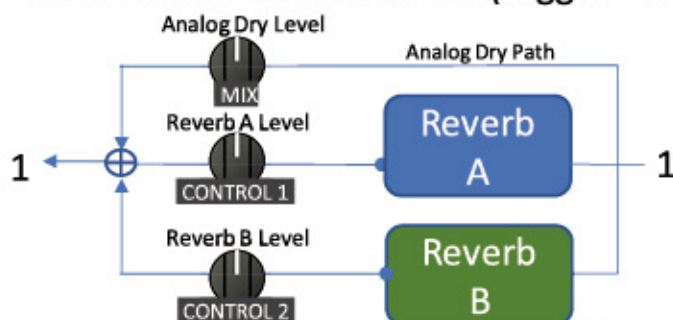 Analog Dry Level
Analog Dry Path
MIX
Reverb A Level
Reverb
A
1
1
CONTROL 1
Reverb B Level
Reverb
B
CONTROL 2